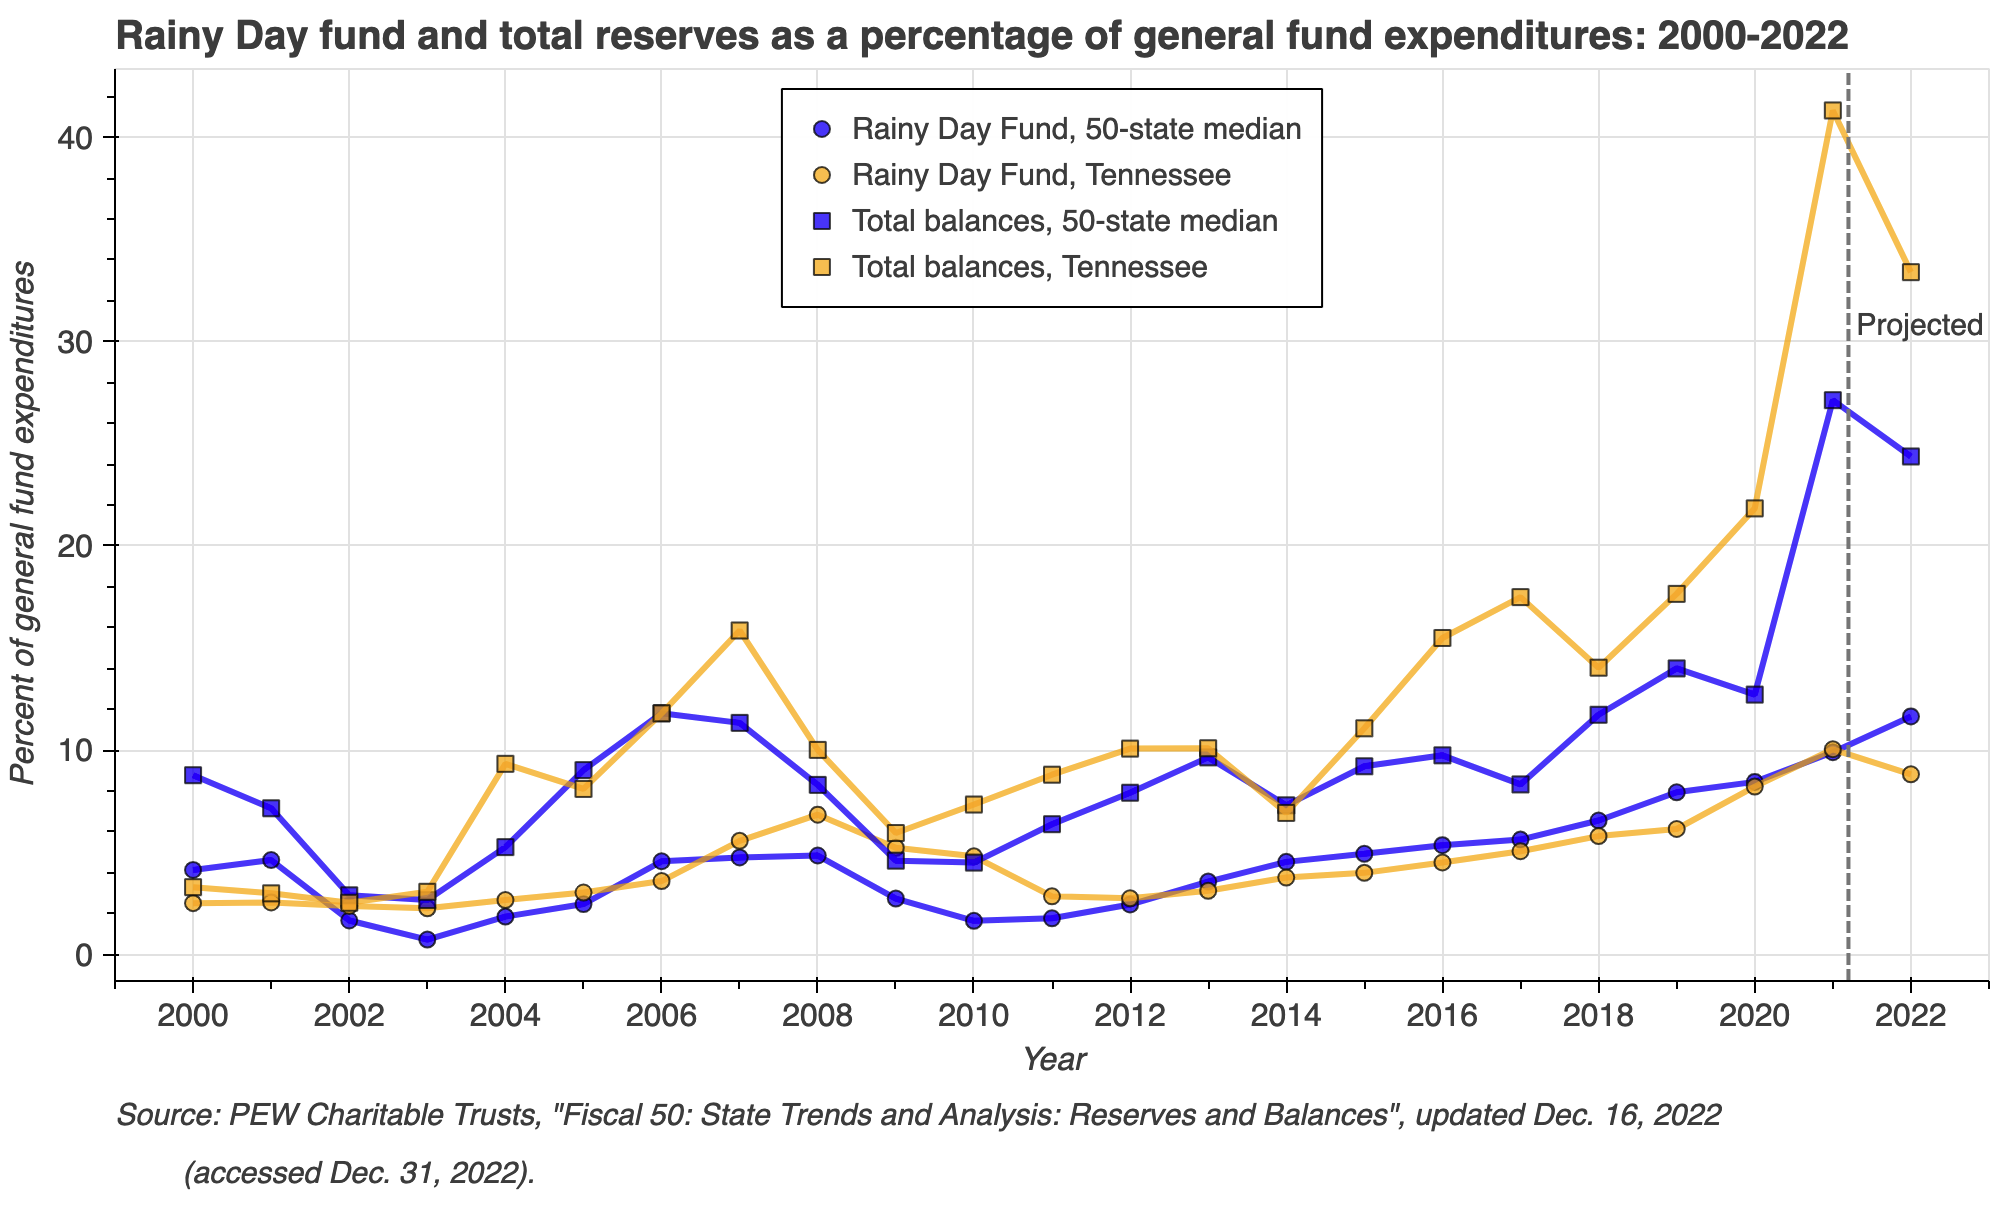 Rainy Day fund and total reserves as a percentage of general fund expenditures: 2000-2022
Rainy Day Fund, 50-state median
Rainy Day Fund, Tennessee
Total balances, 50-state median
Total balances, Tennessee
Percent of general fund expenditures
40
30
20
10
0
Projected
2000 2002 2004 2006 2008 2010 2012 2014 2016 2018 2020 2022
Year
Source: PEW Charitable Trusts, "Fiscal 50: State Trends and Analysis: Reserves and Balances", updated Dec. 16, 2022
(accessed Dec. 31, 2022).